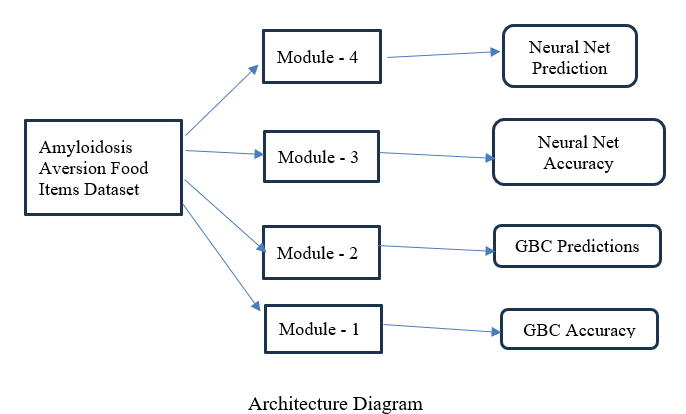 Module - 4
Neural Net
Prediction
Amyloidosis
Aversion Food
Items Dataset
Module - 3
Neural Net
Accuracy
Module - 2
GBC Predictions
Module - 1
GBC Accuracy
Architecture Diagram